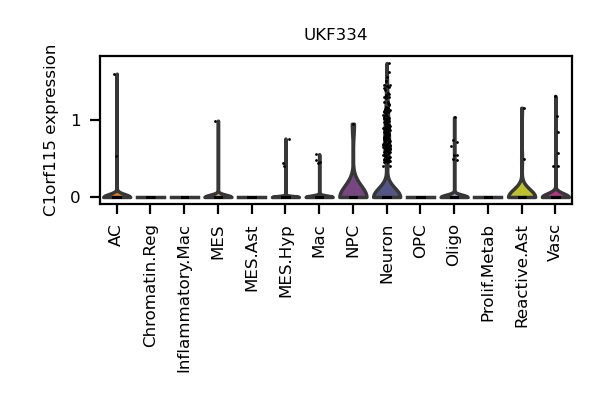 UKF334
C1orf115 expression
1
0
AC
Chromatin.Reg
Inflammatory.Mac
MES
MES.Ast
MES.Hyp
Mac
NPC
Neuron
OPC
Oligo
Prolif.Metab
Reactive.Ast
Vasc